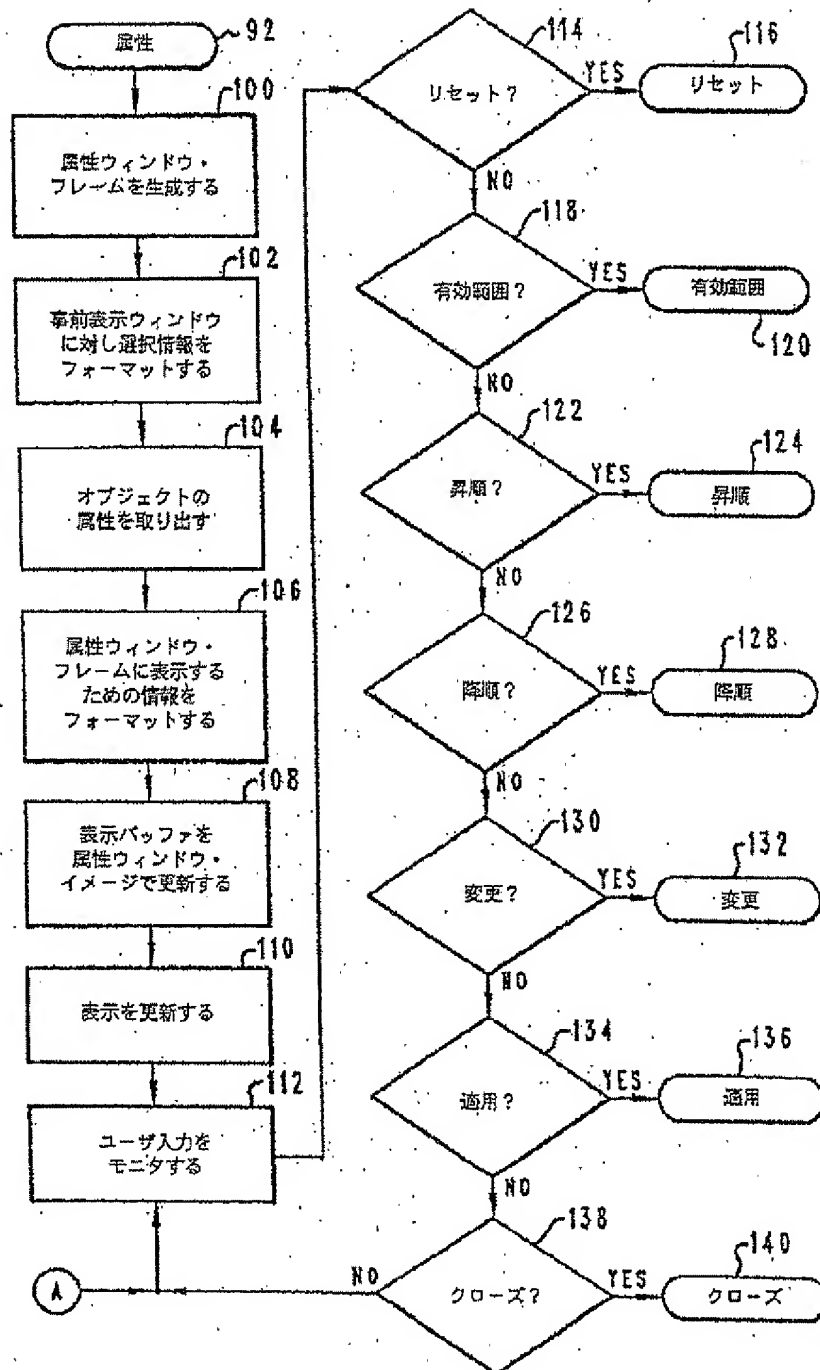 属性
92
100
属性ウィンドウ・
フレームを生成する
102
事前表示ウィンドウ
に対し選択情報を
フォーマットする
104
オブジェクトの
属性を取り出す
106
属性ウィンドウ・
フレームに表示する
ための情報を
フォーマットする
108
表示バッファを
属性ウィンドウ・
イメージで更新する
110
表示を更新する
112
ユーザ入力を
モニタする
A
114
リセット?
YES
116
リセット
NO
118
有効範囲?
YES
有効範囲
120
NO
122
昇順?
YES
124
昇順
NO
126
降順?
YES
128
降順
NO
130
変更?
YES
132
変更
NO
134
適用?
YES
136
適用
NO
138
クローズ?
NO
YES
140
クローズ